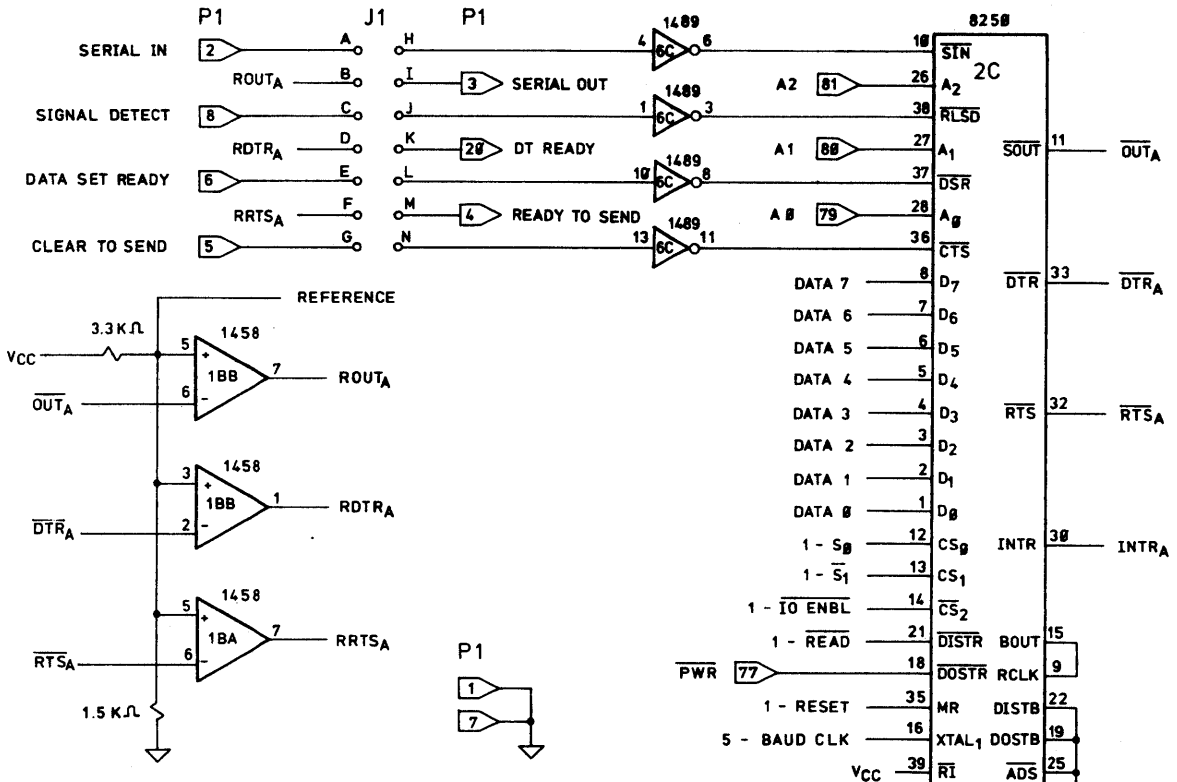 P1 J1 P1 1489 8250
SERIAL IN 2 A H 4 6C 6 10 SIN
2C
ROUTA B I 3 SERIAL OUT A2 81 26 A2
1489
SIGNAL DETECT 8 C J 1 6C 3 38 RLSD
RDTRA D K 20 DT READY A1 80 27 A1 SOUT 11 OUTA
1489
DATA SET READY 6 E L 10 6C 8 37 DSR
RRTSA F M 4 READY TO SEND A0 79 28 A0
1489
CLEAR TO SEND 5 G N 13 6C 11 36 CTS
DATA 7 8 D7 DTR 33 DTRA
REFERENCE
DATA 6 7 D6
3.3K Ω
1458
VCC 5 + 1BB 7 ROUTA
DATA 5 6 D5
OUTA 6 -
DATA 4 5 D4
DATA 3 4 D3 RTS 32 RTSA
DATA 2 3 D2
1458
3 + 1BB 1 RDTRA
DATA 1 2 D1
DTRA 2 -
DATA 0 1 D0
1 - S0 12 CS0 INTR 30 INTRA
1 - S1 13 CS1
1458
1 - IO ENBL 14 CS2
5 + 1BA 7 RRTSA
RTSA 6 -
1 - READ 21 DISTR BOUT 15
P1
PWR 77 18 DOSTR RCLK 9
1
1.5 KΩ
1 - RESET 35 MR DISTB 22
7
5 - BAUD CLK 16 XTAL1 DOSTB 19
VCC 39 RI ADS 25